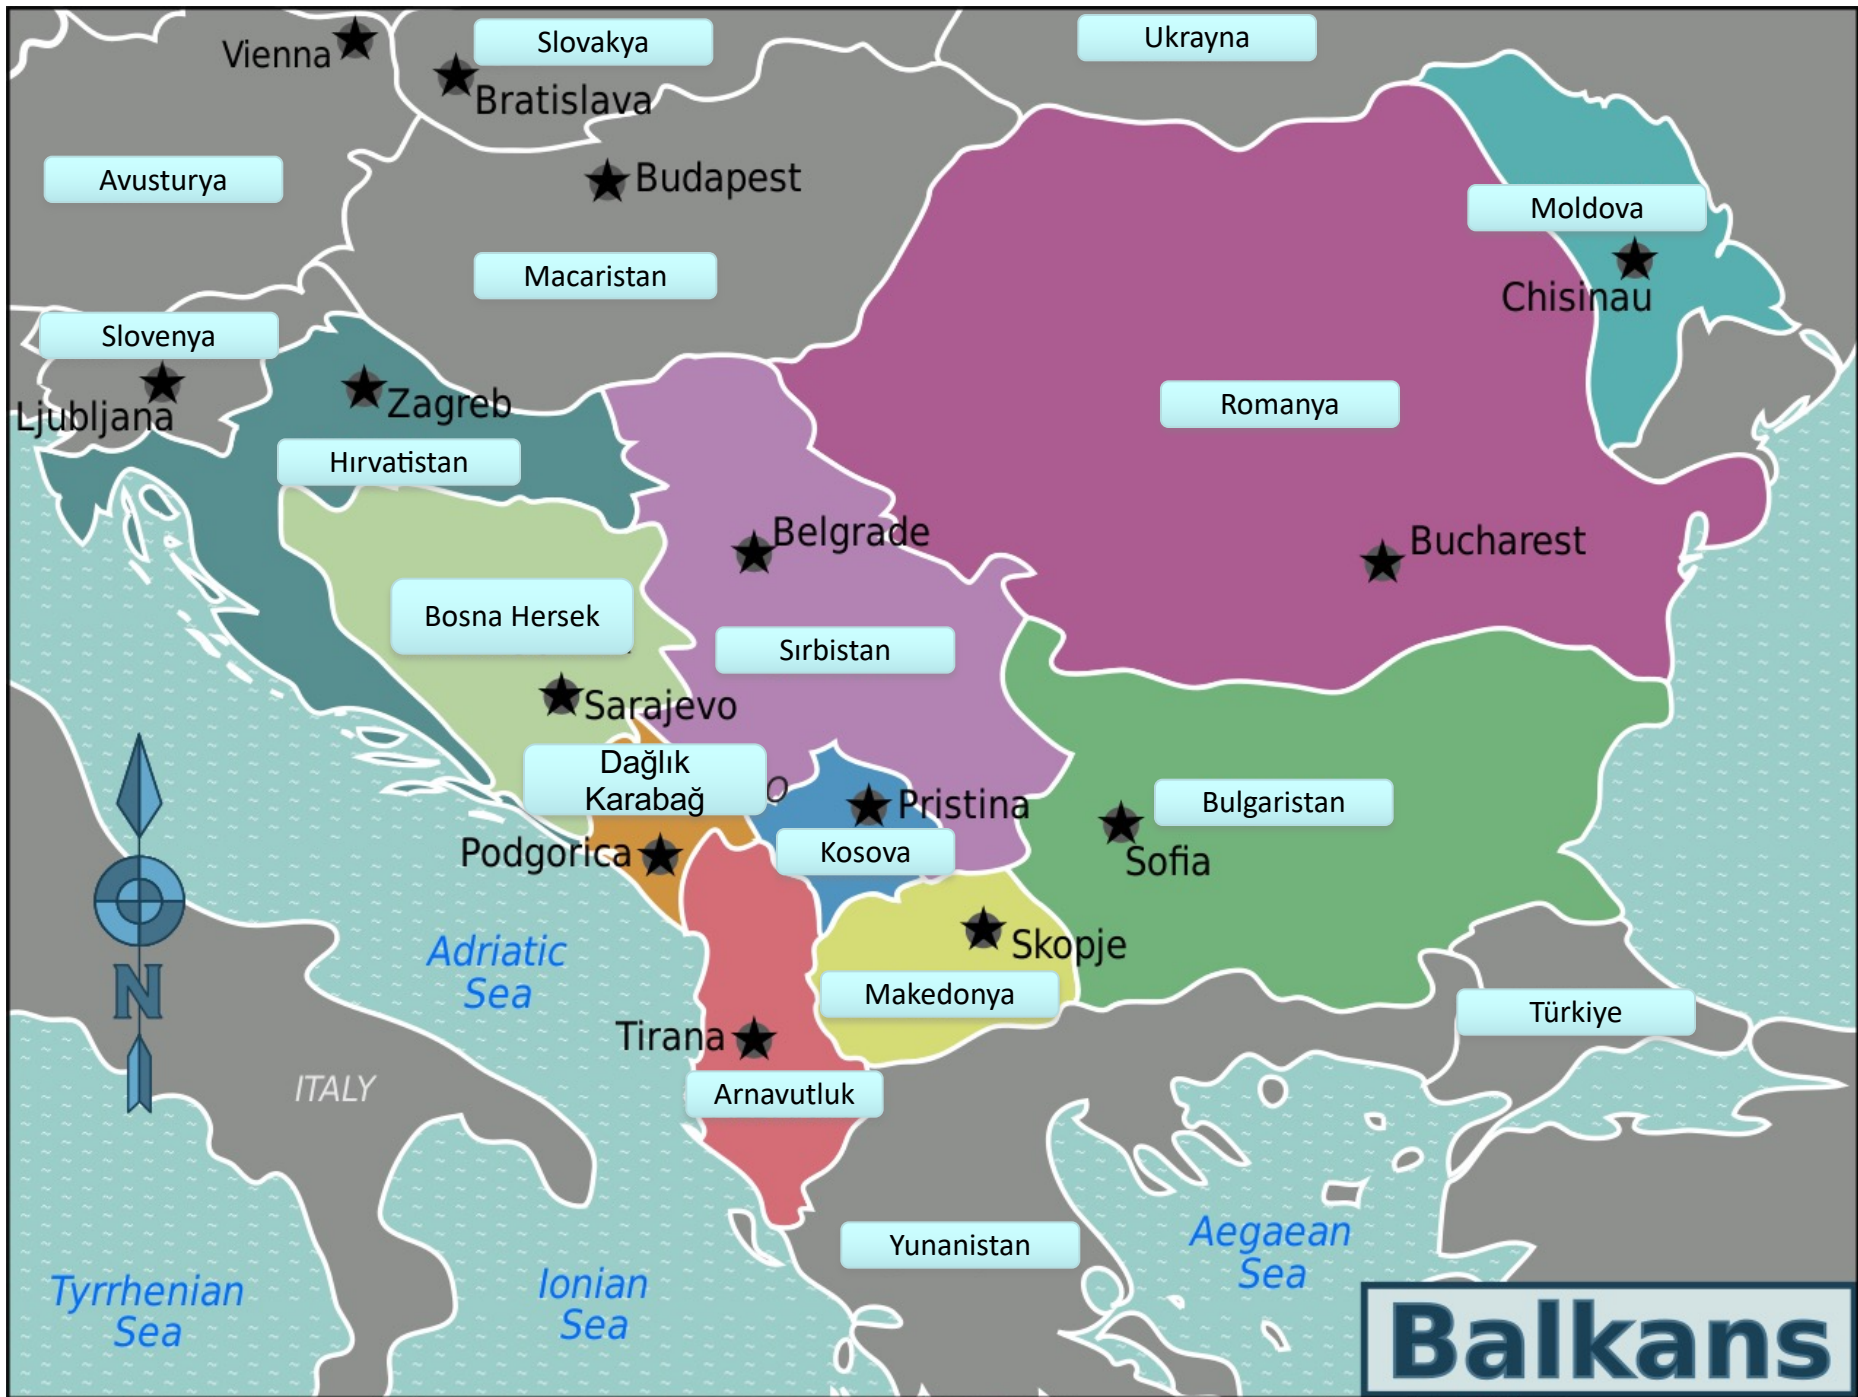 Vienna
Slovakya
Ukrayna
Bratislava
Avusturya
Budapest
Moldova
Macaristan
Chisinau
Slovenya
Ljubljana
Zagreb
Romanya
Hırvatistan
Belgrade
Bucharest
Bosna Hersek
Sırbistan
Sarajevo
Dağlık
Karabağ
O
Pristina
Bulgaristan
Podgorica
Kosova
Sofia
Adriatic
Sea
Skopje
N
Makedonya
Türkiye
Tirana
ITALY
Arnavutluk
Yunanistan
Aegaean
Sea
Tyrrhenian
Sea
Ionian
Sea
Balkans